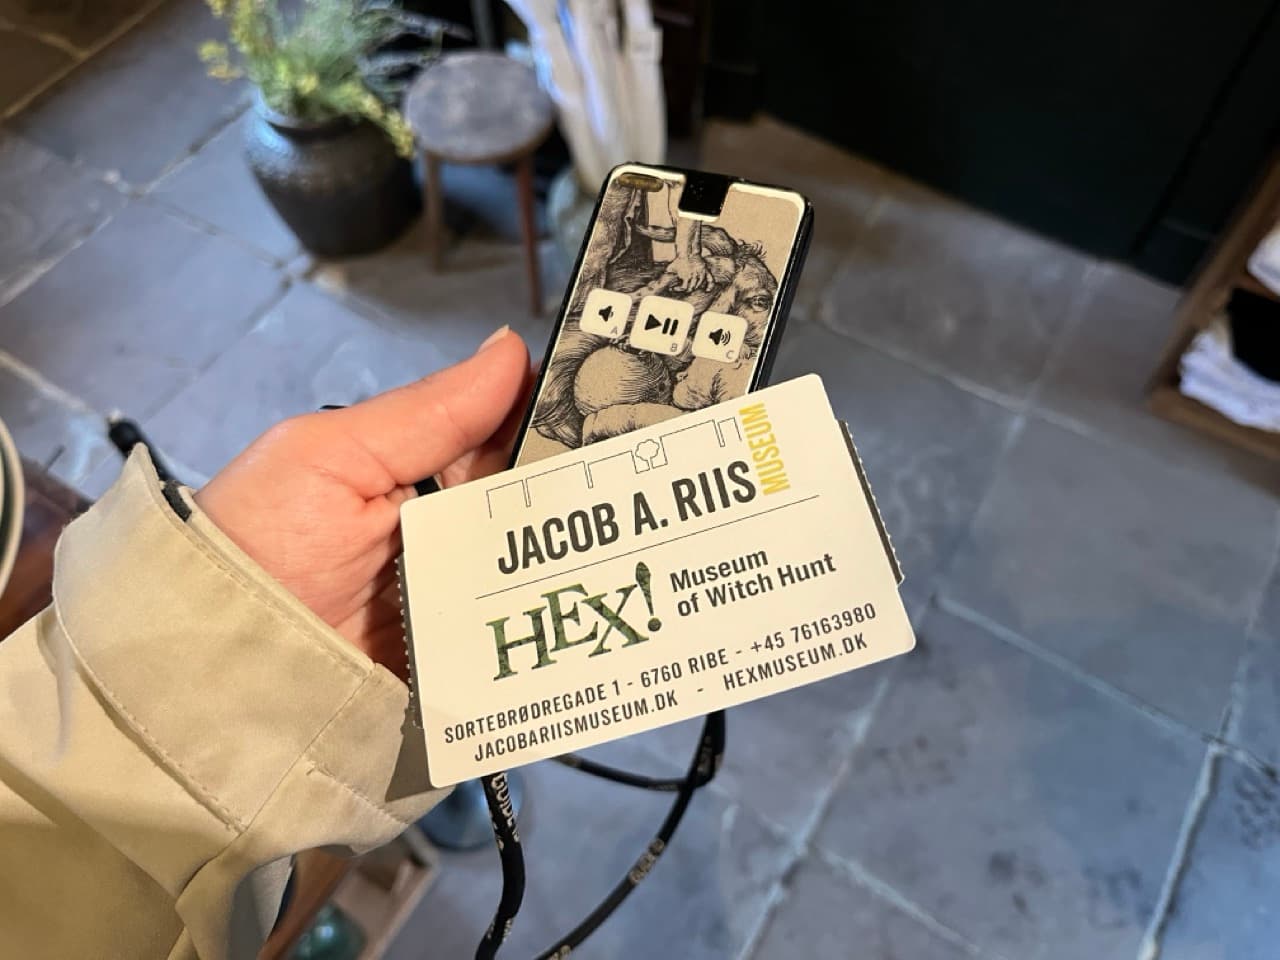 A
B
C
JACOB A. RIIS MUSEUM
HEX! Museum
of Witch Hunt
SORTEBRØDREGADE 1 - 6760 RIBE - +45 76163980
JACOBARIISMUSEUM.DK - HEXMUSEUM.DK